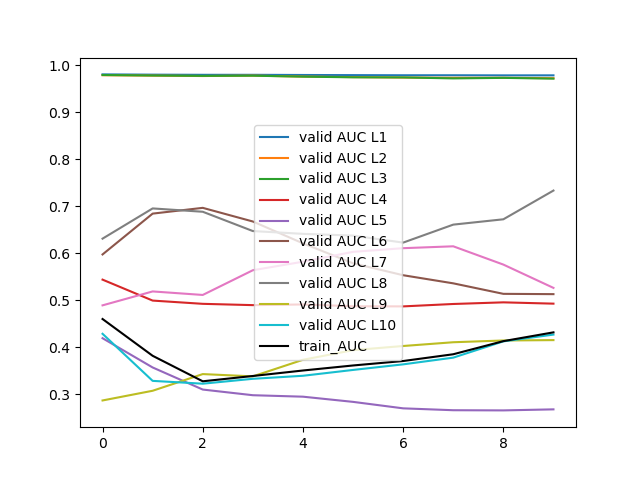 1.0
0.9
0.8
0.7
0.6
0.5
0.4
0.3
valid AUC L1
valid AUC L2
valid AUC L3
valid AUC L4
valid AUC L5
valid AUC L6
valid AUC L7
valid AUC L8
valid AUC L9
valid AUC L10
train_AUC
0 2 4 6 8